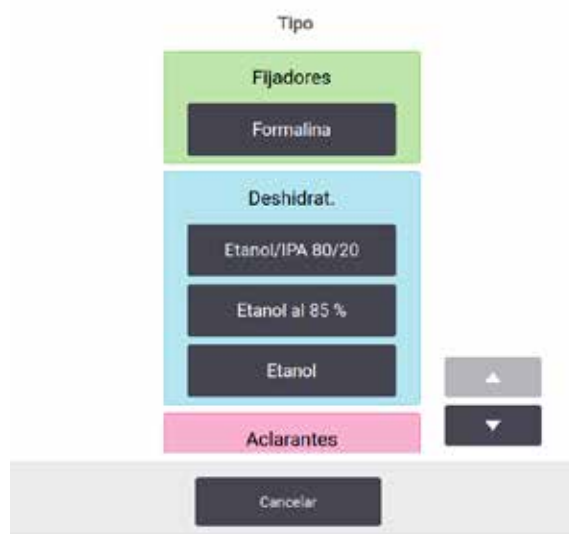 Tipo
Fijadores
Formalina
Deshidrat.
Etanol/IPA 80/20
Etanol al 85 %
Etanol
Aclarantes
Cancelar